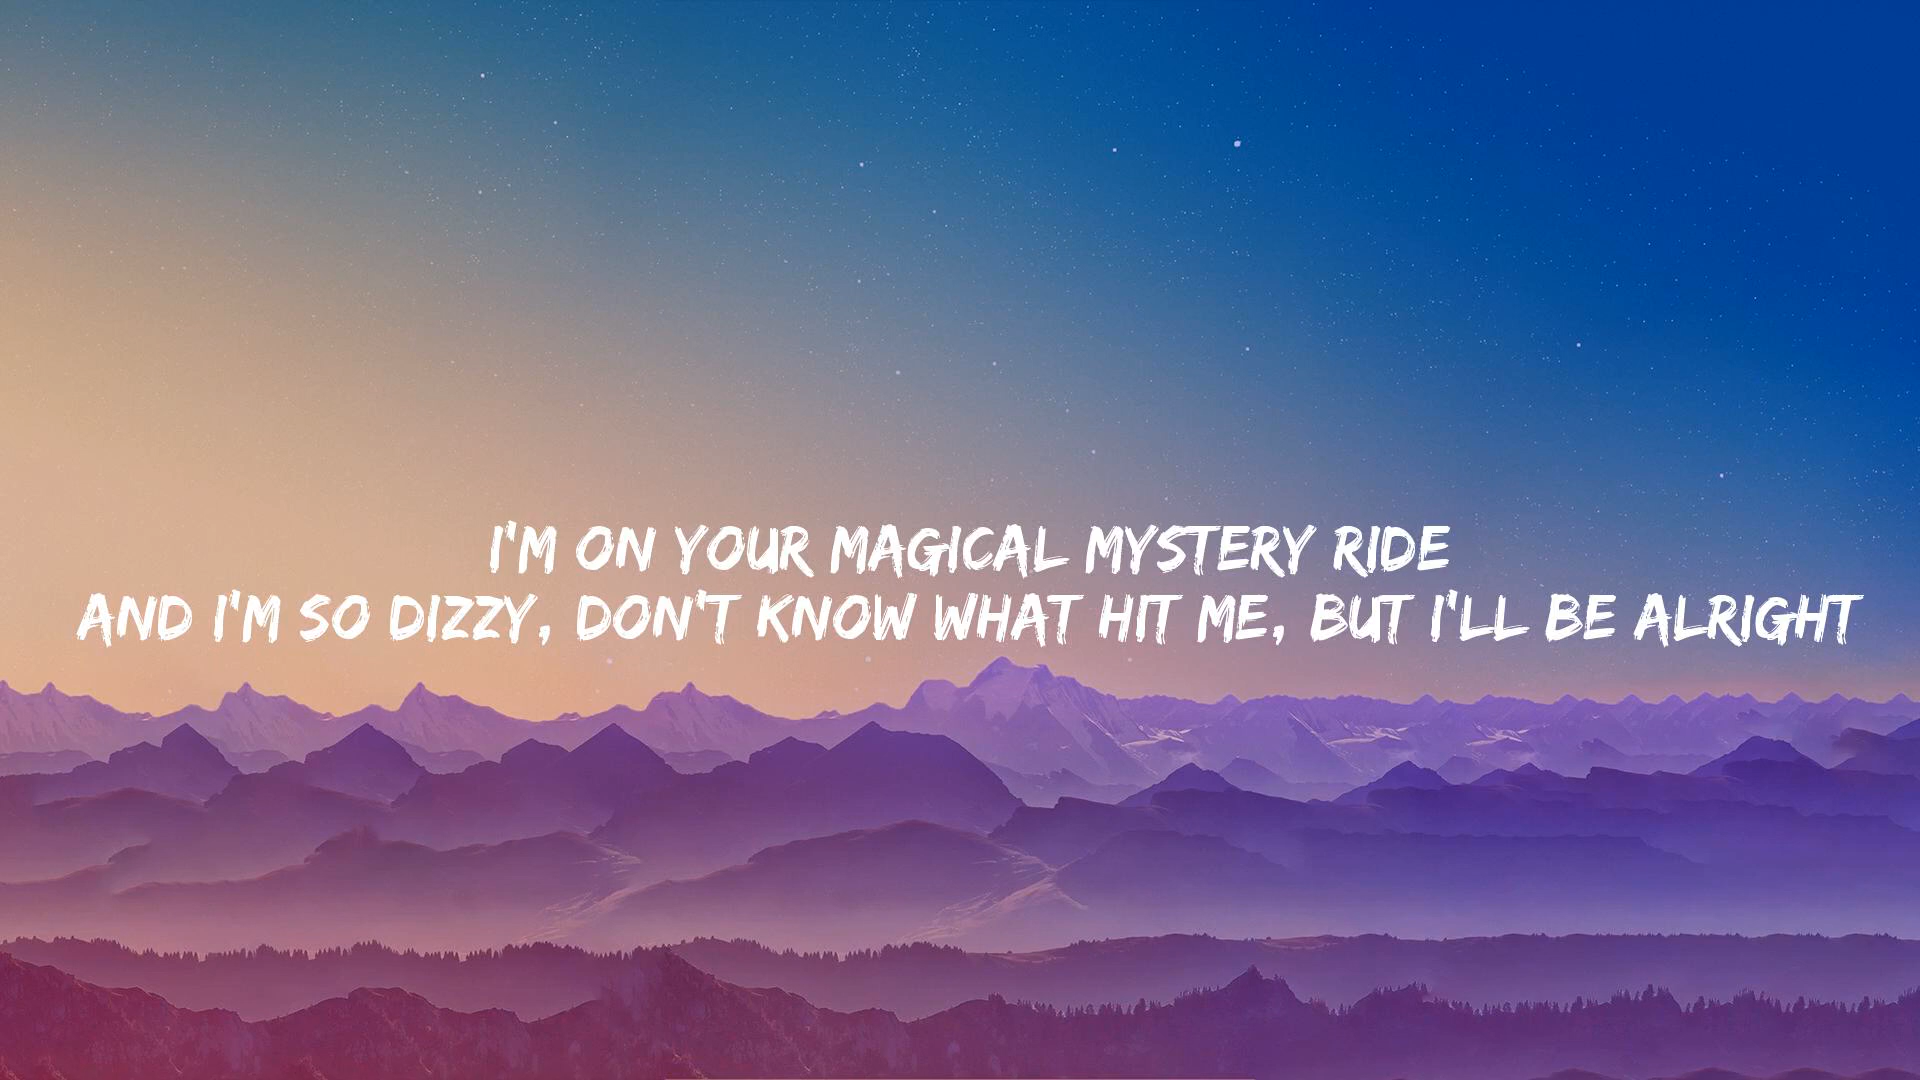 I'M ON YOUR MAGICAL MYSTERY RIDE
AND I'M SO DIZZY, DON'T KNOW WHAT HIT ME, BUT I'LL BE ALRIGHT